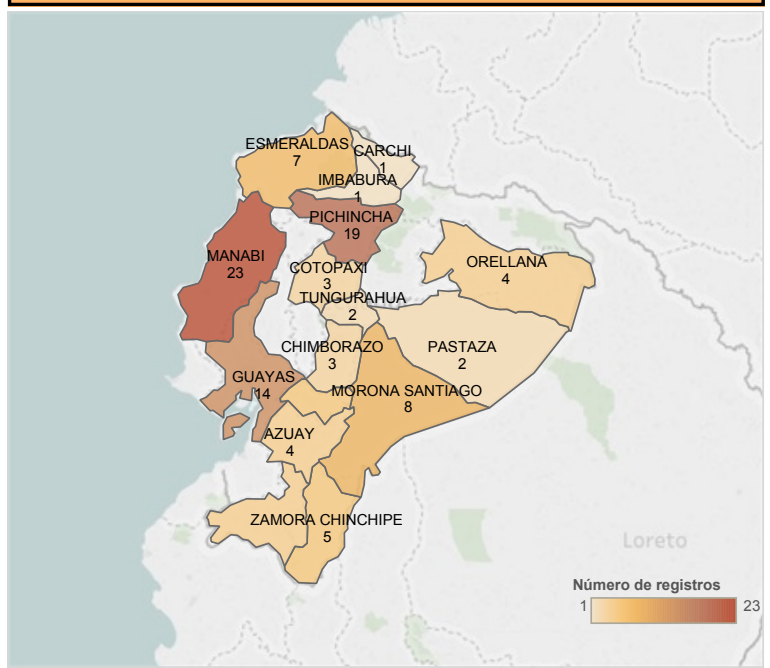 ESMERALDAS
7
CARCHI
1
IMBABURA
1
PICHINCHA
19
MANABI
23
COTOPAXI
3
ORELLANA
4
TUNGURAHUA
2
CHIMBORAZO
3
PASTAZA
2
GUAYAS
14
MORONA SANTIAGO
8
AZUAY
4
ZAMORA CHINCHIPE
5
Loreto
Número de registros
1
23